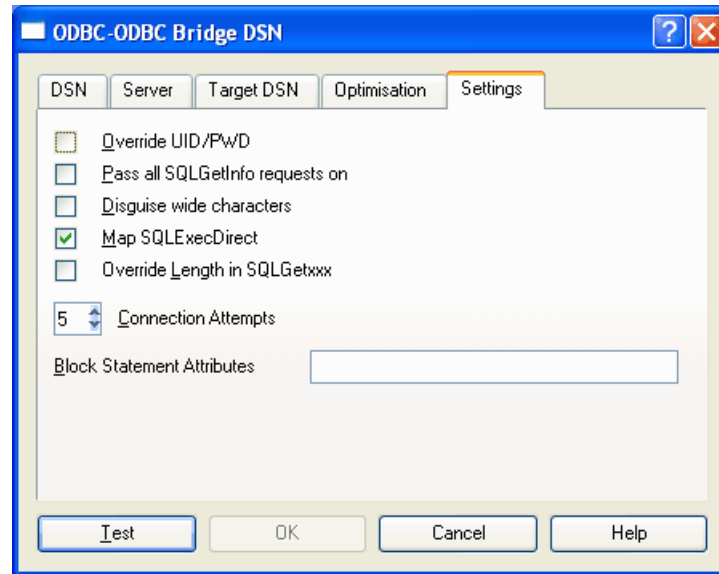 ODBC-ODBC Bridge DSN
DSN Server Target DSN Optimisation Settings
Override UID/PWD
Pass all SQLGetInfo requests on
Disguise wide characters
Map SQLExecDirect
Override Length in SQLGetxxx
5 Connection Attempts
Block Statement Attributes
Test OK Cancel Help